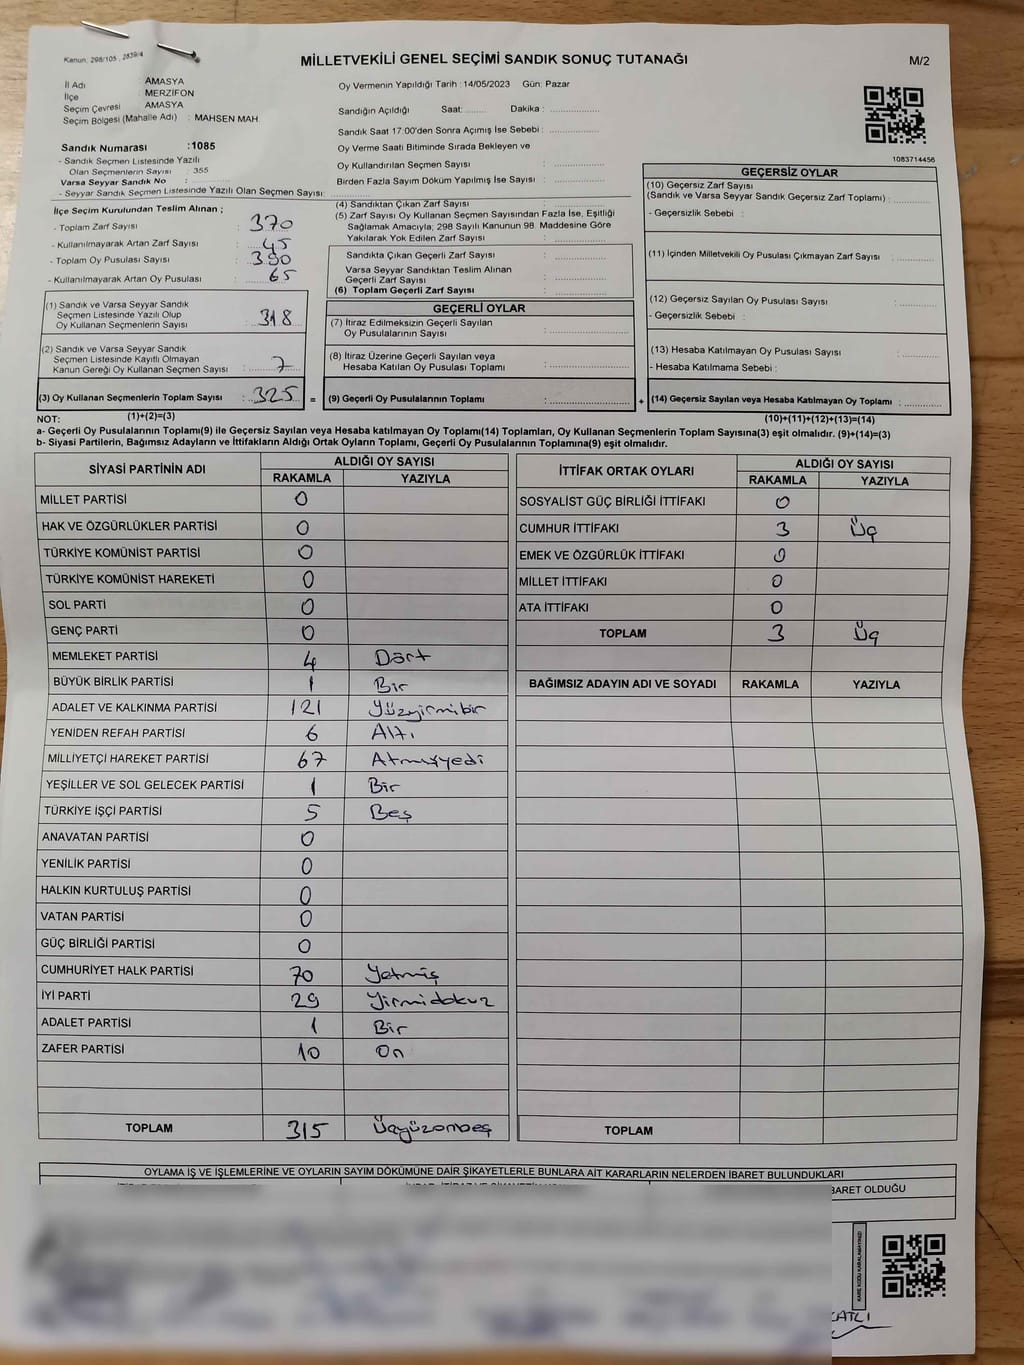 Kanun: 298/105, 2839/4
MİLLETVEKİLİ GENEL SEÇİMİ SANDIK SONUÇ TUTANAĞI
M/2
İl Adı AMASYA
İlçe MERZİFON
Seçim Çevresi AMASYA
Seçim Bölgesi (Mahalle Adı) : MAHSEN MAH
Sandık Numarası :1085
- Sandık Seçmen Listesinde Yazılı
Olan Seçmenlerin Sayısı : 355
Varsa Seyyar Sandık No :
- Seyyar Sandık Seçmen Listesinde Yazılı Olan Seçmen Sayısı:
Oy Vermenin Yapıldığı Tarih : 14/05/2023 Gün: Pazar
Sandığın Açıldığı Saat: Dakika :
Sandık Saat 17:00'den Sonra Açımış İse Sebebi :
Oy Verme Saati Bitiminde Sırada Bekleyen ve
Oy Kullandırılan Seçmen Sayısı :
Birden Fazla Sayım Döküm Yapılmış İse Sayısı :
1083714456
İlçe Seçim Kurulundan Teslim Alınan ;
- Toplam Zarf Sayısı : 370
- Kullanılmayarak Artan Zarf Sayısı : 45
- Toplam Oy Pusulası Sayısı : 390
- Kullanılmayarak Artan Oy Pusulası : 65
(1) Sandık ve Varsa Seyyar Sandık
Seçmen Listesinde Yazılı Olup
Oy Kullanan Seçmenlerin Sayısı : 318
(2) Sandık ve Varsa Seyyar Sandık
Seçmen Listesinde Kayıtlı Olmayan
Kanun Gereği Oy Kullanan Seçmen Sayısı : 7
(3) Oy Kullanan Seçmenlerin Toplam Sayısı : 325 =
(4) Sandıktan Çıkan Zarf Sayısı :
(5) Zarf Sayısı Oy Kullanan Seçmen Sayısından Fazla İse, Eşitliği
Sağlamak Amacıyla; 298 Sayılı Kanunun 98. Maddesine Göre
Yakılarak Yok Edilen Zarf Sayısı :
Sandıkta Çıkan Geçerli Zarf Sayısı :
Varsa Seyyar Sandıktan Teslim Alınan
Geçerli Zarf Sayısı :
(6) Toplam Geçerli Zarf Sayısı :
GEÇERLİ OYLAR
(7) İtiraz Edilmeksizin Geçerli Sayılan
Oy Pusulalarının Sayısı :
(8) İtiraz Üzerine Geçerli Sayılan veya
Hesaba Katılan Oy Pusulası Toplamı :
(9) Geçerli Oy Pusulalarının Toplamı : +
GEÇERSİZ OYLAR
(10) Geçersiz Zarf Sayısı
(Sandık ve Varsa Seyyar Sandık Geçersiz Zarf Toplamı) :
- Geçersizlik Sebebi :
(11) İçinden Milletvekili Oy Pusulası Çıkmayan Zarf Sayısı :
(12) Geçersiz Sayılan Oy Pusulası Sayısı :
- Geçersizlik Sebebi :
(13) Hesaba Katılmayan Oy Pusulası Sayısı :
- Hesaba Katılmama Sebebi :
(14) Geçersiz Sayılan veya Hesaba Katılmayan Oy Toplamı :
NOT: (1)+(2)=(3) (10)+(11)+(12)+(13)=(14)
a- Geçerli Oy Pusulalarının Toplamı(9) ile Geçersiz Sayılan veya Hesaba katılmayan Oy Toplamı(14) Toplamları, Oy Kullanan Seçmenlerin Toplam Sayısına(3) eşit olmalıdır. (9)+(14)=(3)
b- Siyasi Partilerin, Bağımsız Adayların ve İttifakların Aldığı Ortak Oyların Toplamı, Geçerli Oy Pusulalarının Toplamına(9) eşit olmalıdır.
SİYASİ PARTİNİN ADI ALDIĞI OY SAYISI
RAKAMLA YAZIYLA
MİLLET PARTİSİ 0
HAK VE ÖZGÜRLÜKLER PARTİSİ 0
TÜRKİYE KOMÜNİST PARTİSİ 0
TÜRKİYE KOMÜNİST HAREKETİ 0
SOL PARTİ 0
GENÇ PARTİ 0
MEMLEKET PARTİSİ 4 Dört
BÜYÜK BİRLİK PARTİSİ 1 Bir
ADALET VE KALKINMA PARTİSİ 121 Yüzyirmibir
YENİDEN REFAH PARTİSİ 6 Altı
MİLLİYETÇİ HAREKET PARTİSİ 67 Atmışyedi
YEŞİLLER VE SOL GELECEK PARTİSİ 1 Bir
TÜRKİYE İŞÇİ PARTİSİ 5 Beş
ANAVATAN PARTİSİ 0
YENİLİK PARTİSİ 0
HALKIN KURTULUŞ PARTİSİ 0
VATAN PARTİSİ 0
GÜÇ BİRLİĞİ PARTİSİ 0
CUMHURİYET HALK PARTİSİ 70 Yetmiş
İYİ PARTİ 29 Yirmidokuz
ADALET PARTİSİ 1 Bir
ZAFER PARTİSİ 10 On
TOPLAM 315 Üçyüzonbeş
İTTİFAK ORTAK OYLARI ALDIĞI OY SAYISI
RAKAMLA YAZIYLA
SOSYALİST GÜÇ BİRLİĞİ İTTİFAKI 0
CUMHUR İTTİFAKI 3 Üç
EMEK VE ÖZGÜRLÜK İTTİFAKI 0
MİLLET İTTİFAKI 0
ATA İTTİFAKI 0
TOPLAM 3 Üç
BAĞIMSIZ ADAYIN ADI VE SOYADI RAKAMLA YAZIYLA
TOPLAM
OYLAMA İŞ VE İŞLEMLERİNE VE OYLARIN SAYIM DÖKÜMÜNE DAİR ŞİKAYETLERLE BUNLARA AİT KARARLARIN NELERDEN İBARET BULUNDUKLARI
BARET OLDUĞU
KARE KODU KARALAMAYINIZ!